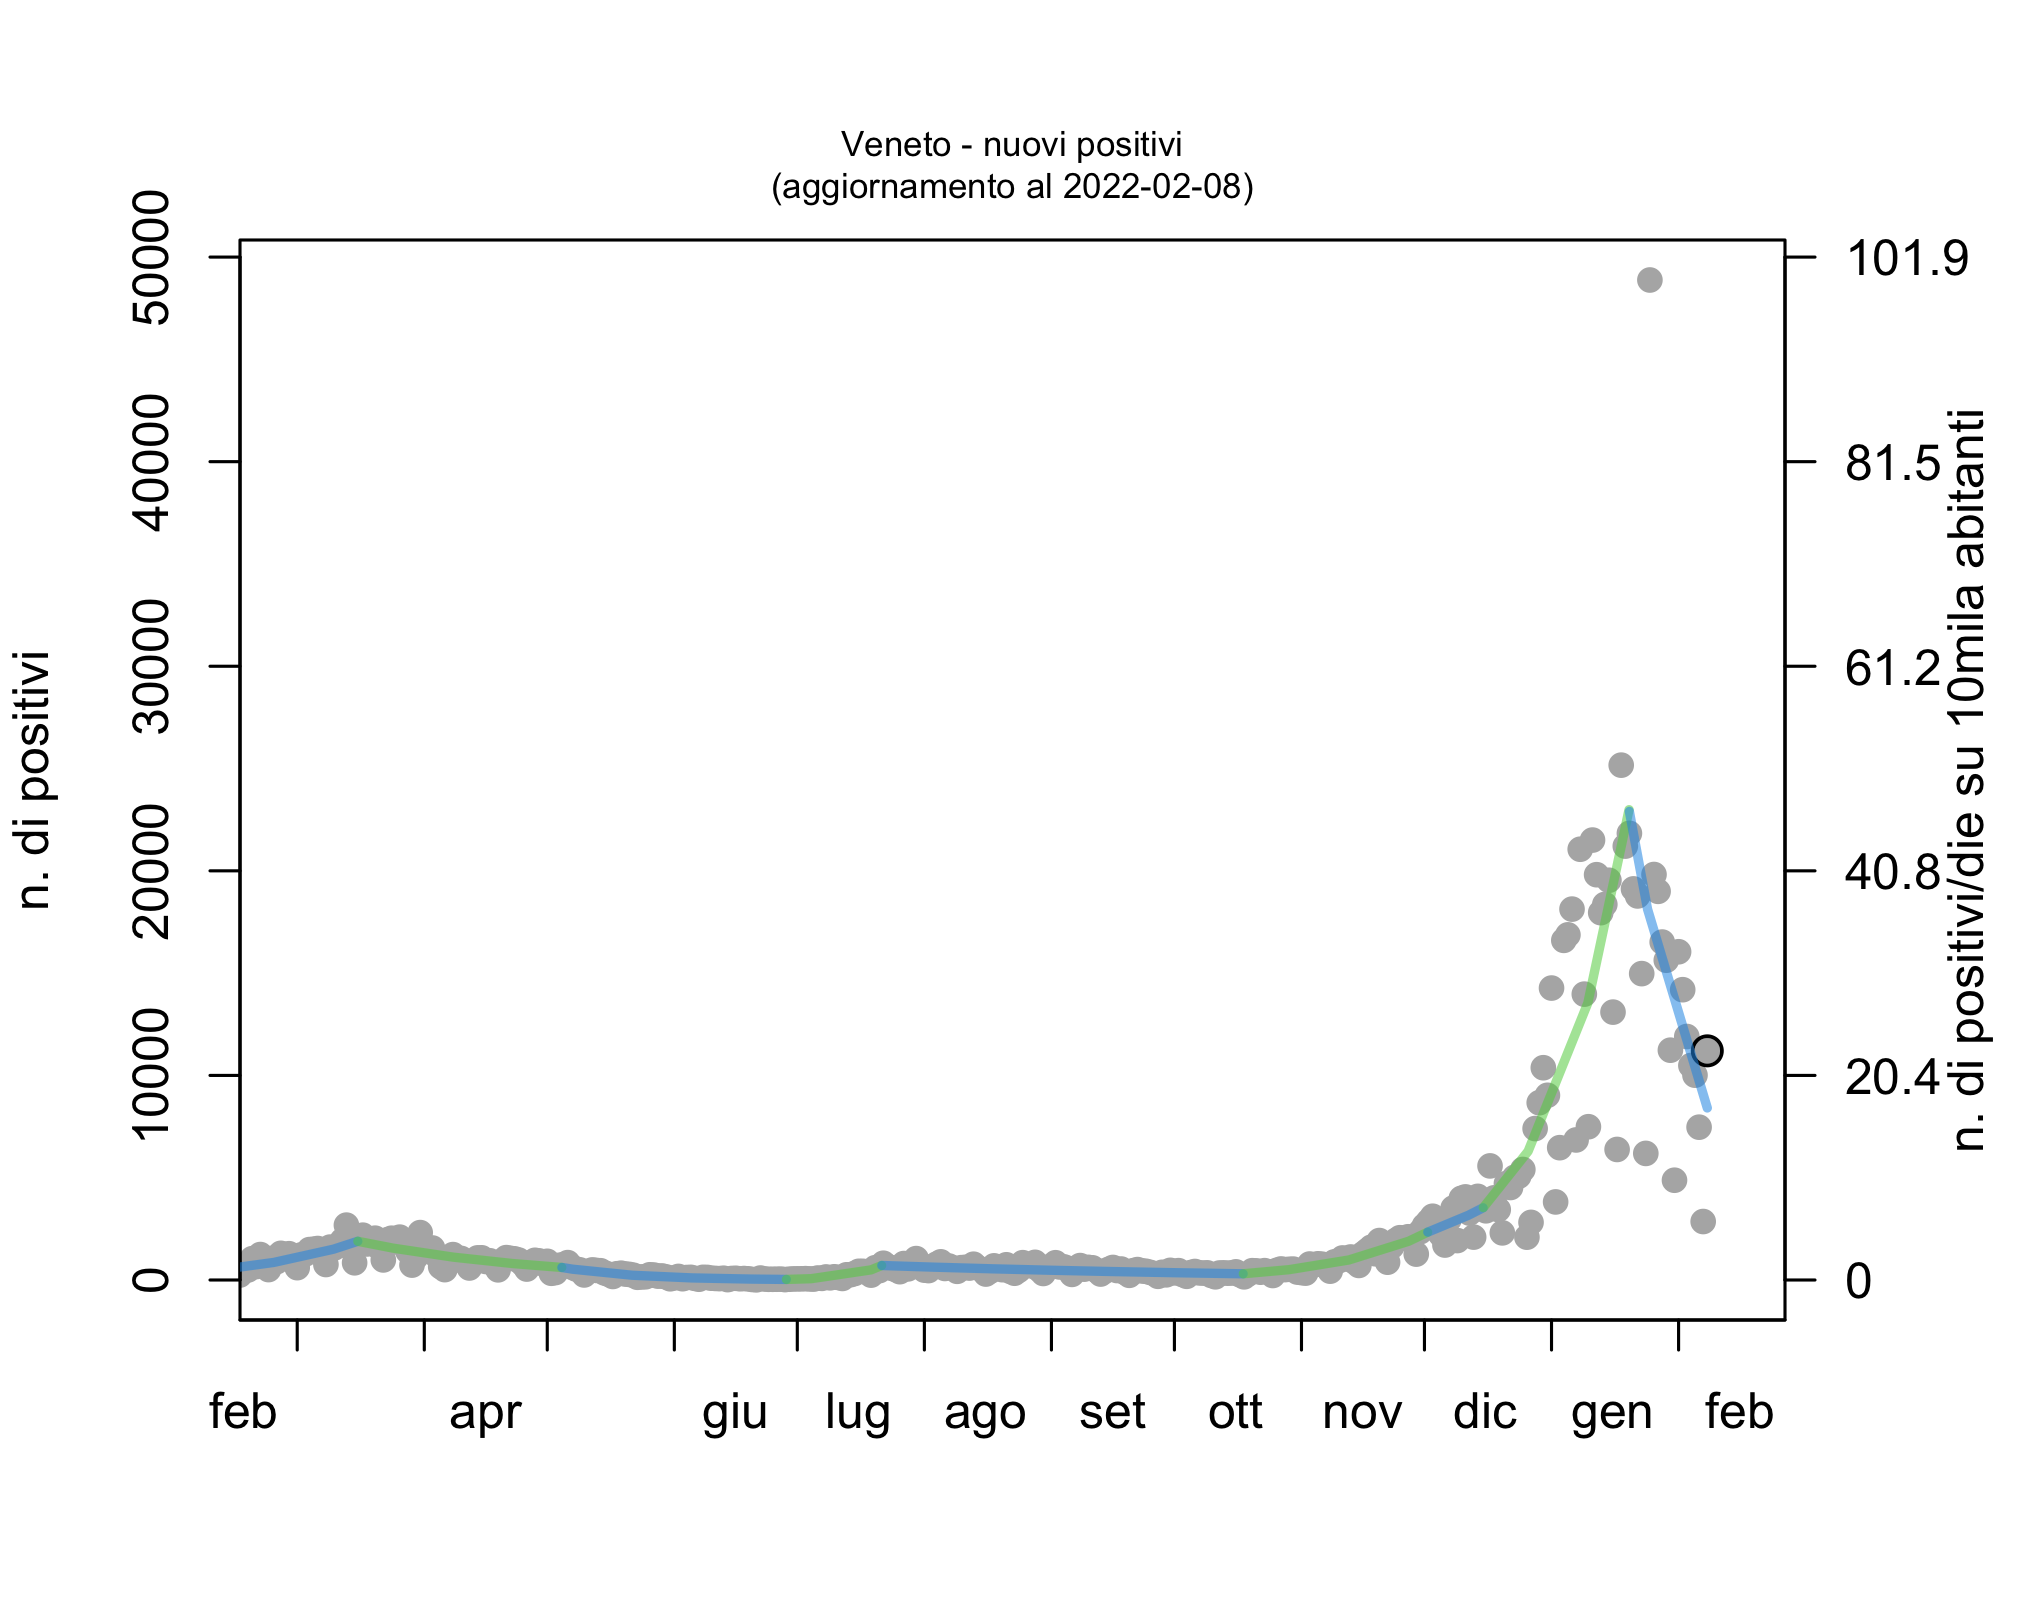 Veneto - nuovi positivi
(aggiornamento al 2022-02-08)
n. di positivi
50000
40000
30000
20000
10000
0
101.9
81.5
61.2
40.8
20.4
0
n. di positivi/die su 10mila abitanti
feb apr giu lug ago set ott nov dic gen feb